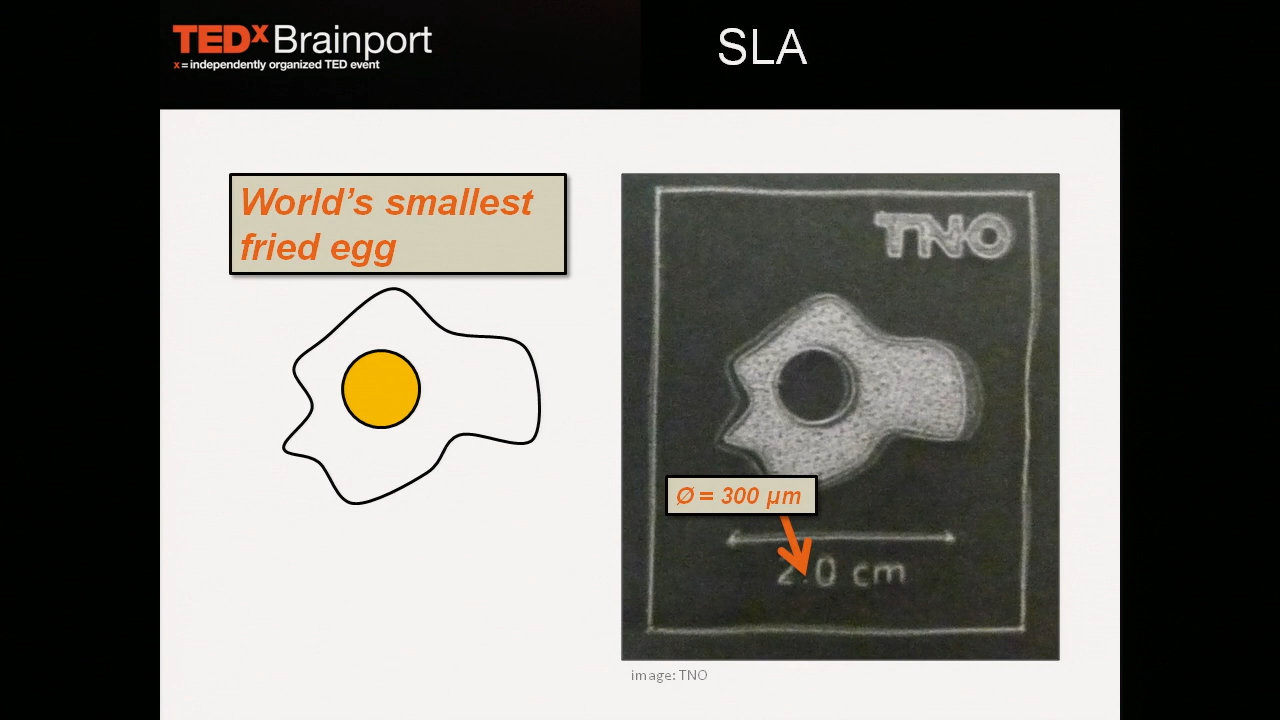 TEDx Brainport
x = independently organized TED event
SLA
World's smallest
fried egg
TNO
Ø = 300 µm
2.0 cm
image: TNO